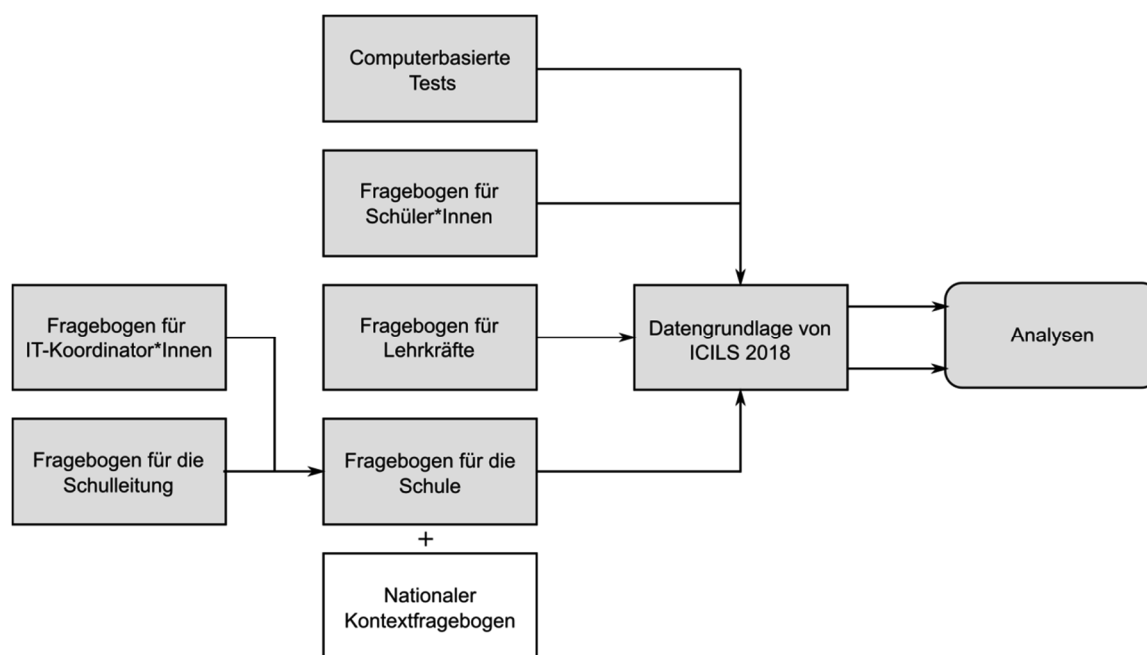 Computerbasierte
Tests
Fragebogen für
Schüler*Innen
Fragebogen für
IT-Koordinator*Innen
Fragebogen für
Lehrkräfte
Datengrundlage von
ICILS 2018
Analysen
Fragebogen für die
Schulleitung
Fragebogen für die
Schule
+
Nationaler
Kontextfragebogen